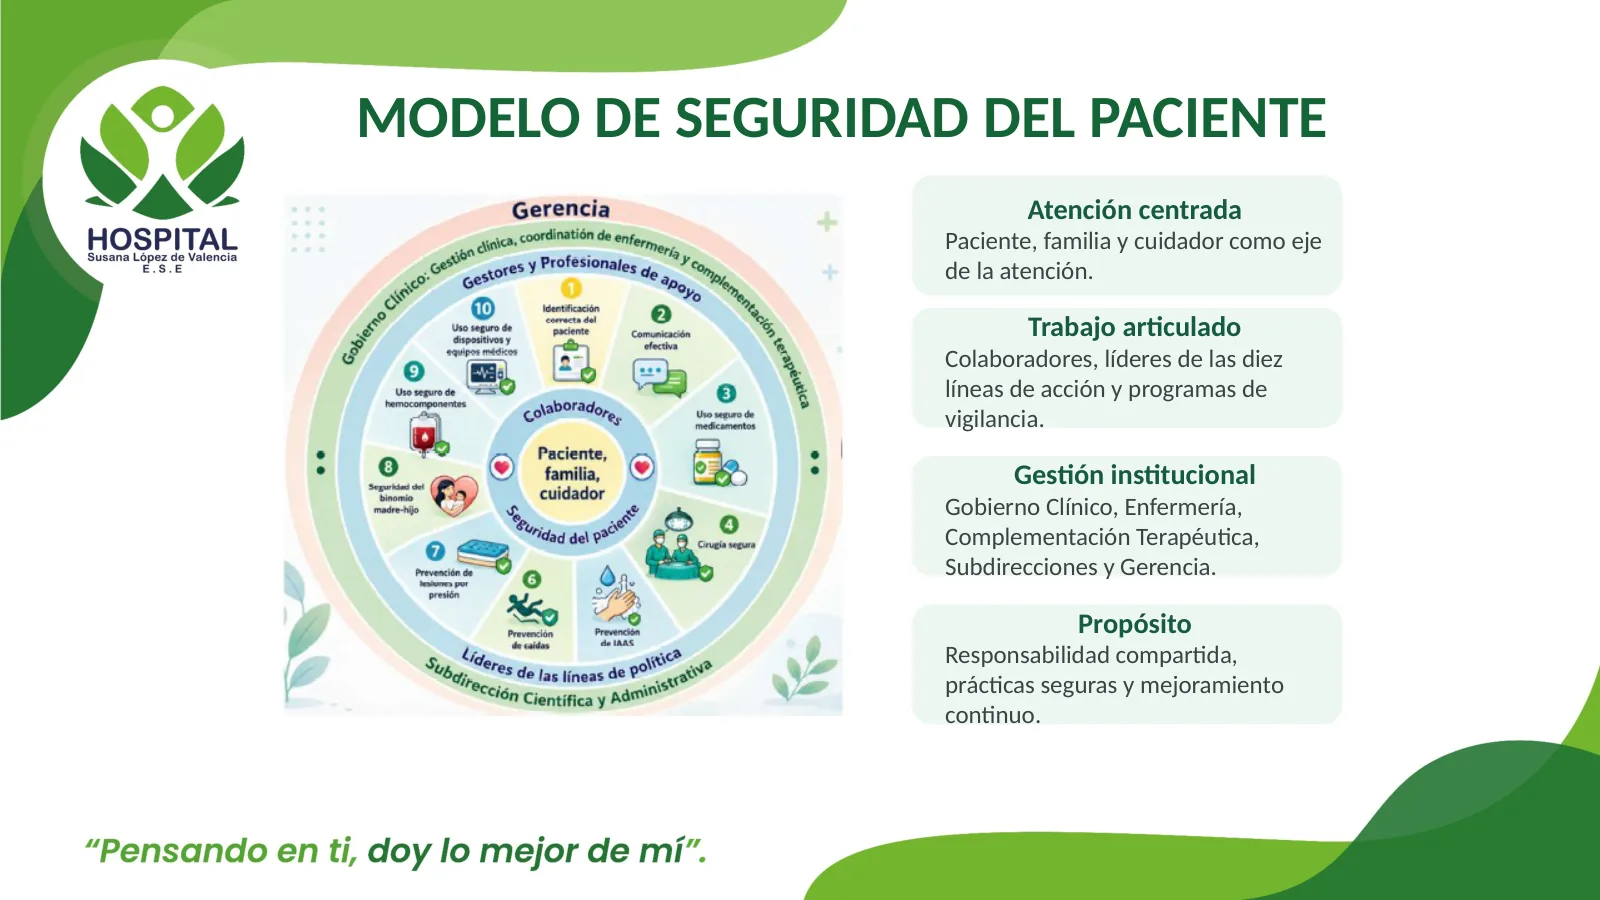 MODELO DE SEGURIDAD DEL PACIENTE
HOSPITAL
Susana López de Valencia
E.S.E
Gerencia
Gobierno Clínico: Gestión clínica, coordinatión de enfermería y complementación terapéutica
Gestores y Profesionales de apoyo
1
Identificación
correcta del
paciente
2
Comunicación
efectiva
3
Uso seguro de
medicamentos
4
Cirugía segura
Prevención
de IAAS
6
Prevención
de caídas
7
Prevención de
lesiones por
presión
8
Seguridad del
binomio
madre-hijo
9
Uso seguro de
hemocomponentes
10
Uso seguro de
dispositivos y
equipos médicos
Colaboradores
Paciente,
familia,
cuidador
Seguridad del paciente
Líderes de las líneas de política
Subdirección Científica y Administrativa
Atención centrada
Paciente, familia y cuidador como eje
de la atención.
Trabajo articulado
Colaboradores, líderes de las diez
líneas de acción y programas de
vigilancia.
Gestión institucional
Gobierno Clínico, Enfermería,
Complementación Terapéutica,
Subdirecciones y Gerencia.
Propósito
Responsabilidad compartida,
prácticas seguras y mejoramiento
continuo.
“Pensando en ti, doy lo mejor de mí”.